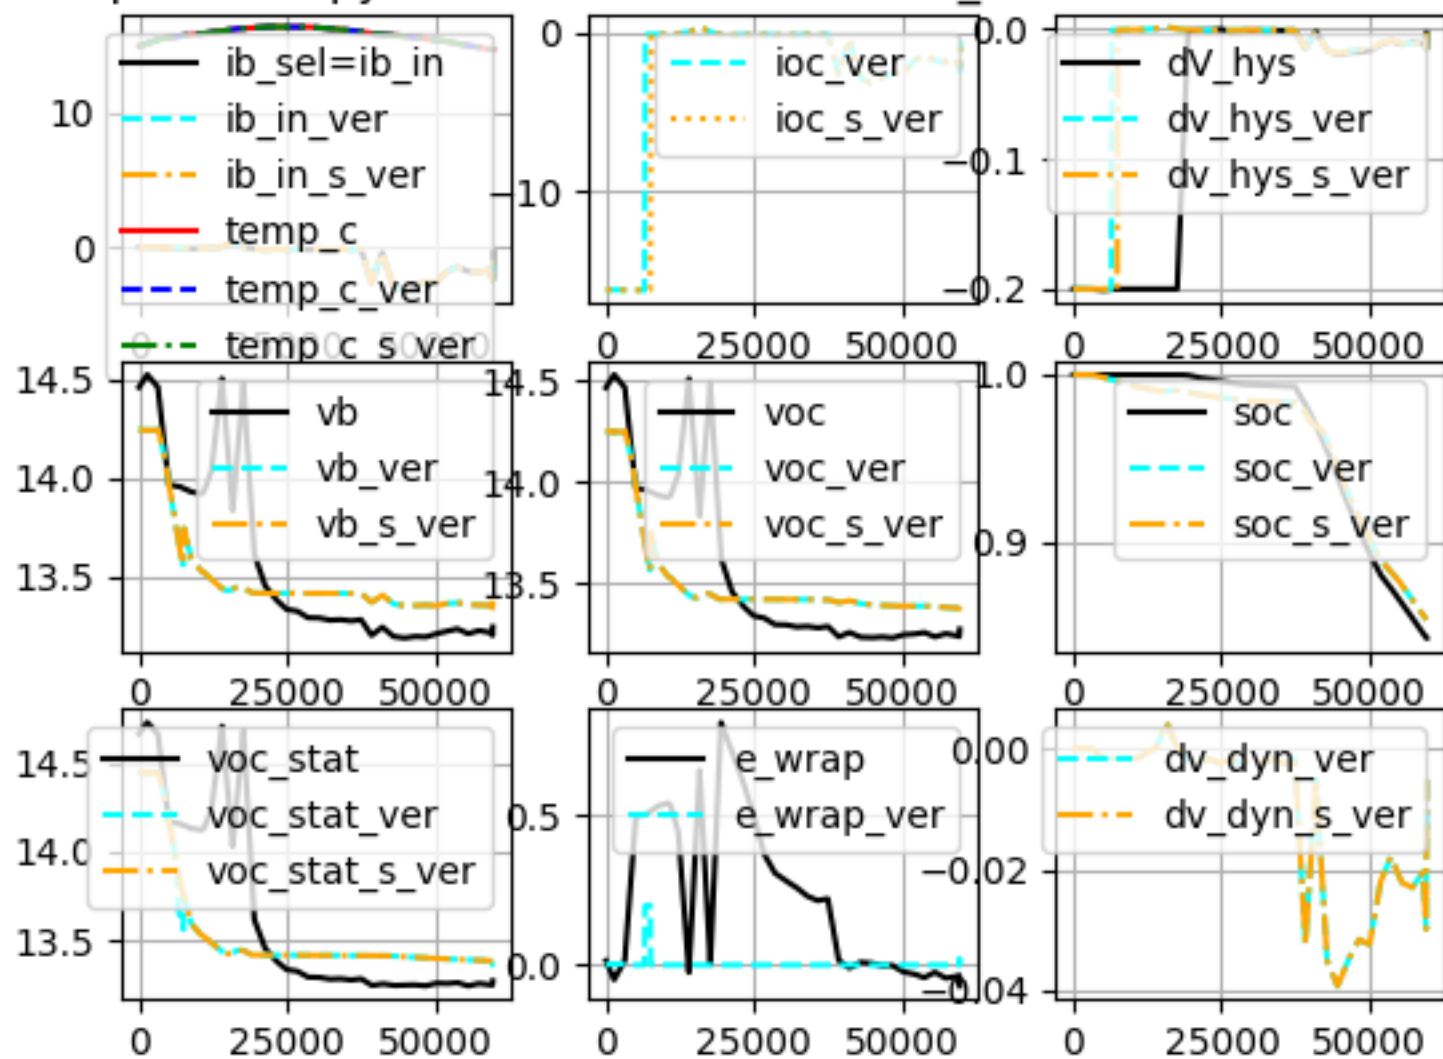 ib_sel=ib_in
ib_in_ver
ib_in_s_ver
temp_c
temp_c_ver
temp_c_s_ver
10
0
0 25000 50000
ioc_ver
ioc_s_ver
0
−10
0 25000 50000
dV_hys
dv_hys_ver
dv_hys_s_ver
0.0
−0.1
−0.2
0 25000 50000
vb
vb_ver
vb_s_ver
14.5
14.0
13.5
0 25000 50000
voc
voc_ver
voc_s_ver
14.5
14.0
13.5
0 25000 50000
soc
soc_ver
soc_s_ver
1.0
0.9
0 25000 50000
voc_stat
voc_stat_ver
voc_stat_s_ver
14.5
14.0
13.5
0 25000 50000
e_wrap
e_wrap_ver
0.5
0.0
0 25000 50000
dv_dyn_ver
dv_dyn_s_ver
0.00
−0.02
−0.04
0 25000 50000